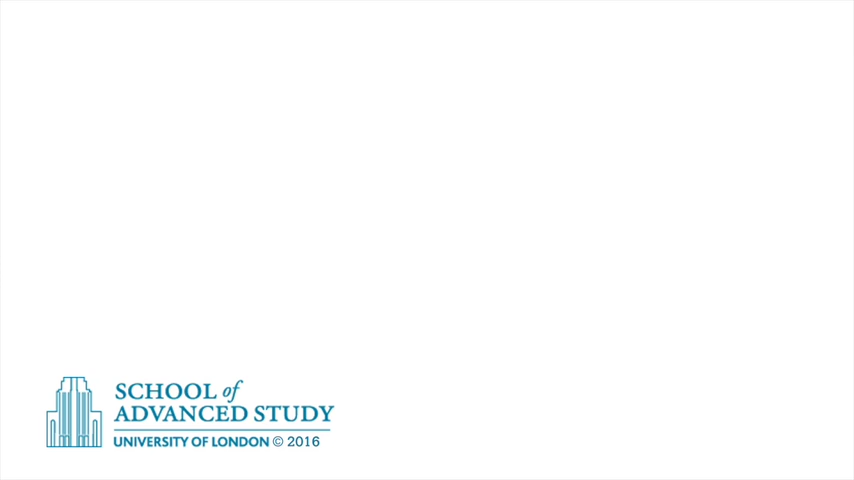 SCHOOL of
ADVANCED STUDY
UNIVERSITY OF LONDON © 2016